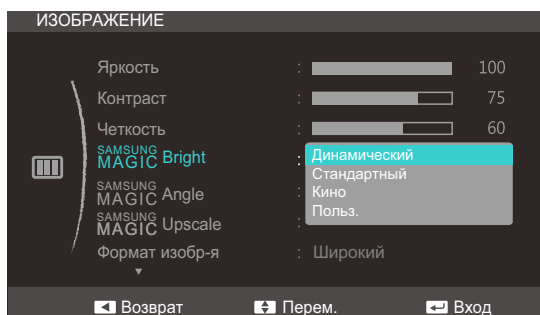 ИЗОБРАЖЕНИЕ
Яркость : 100
Контраст : 75
Четкость : 60
SAMSUNG MAGIC Bright : Динамический
Стандартный
SAMSUNG MAGIC Angle : Кино
Польз.
SAMSUNG MAGIC Upscale :
Формат изобр-я : Широкий
Возврат Перем. Вход